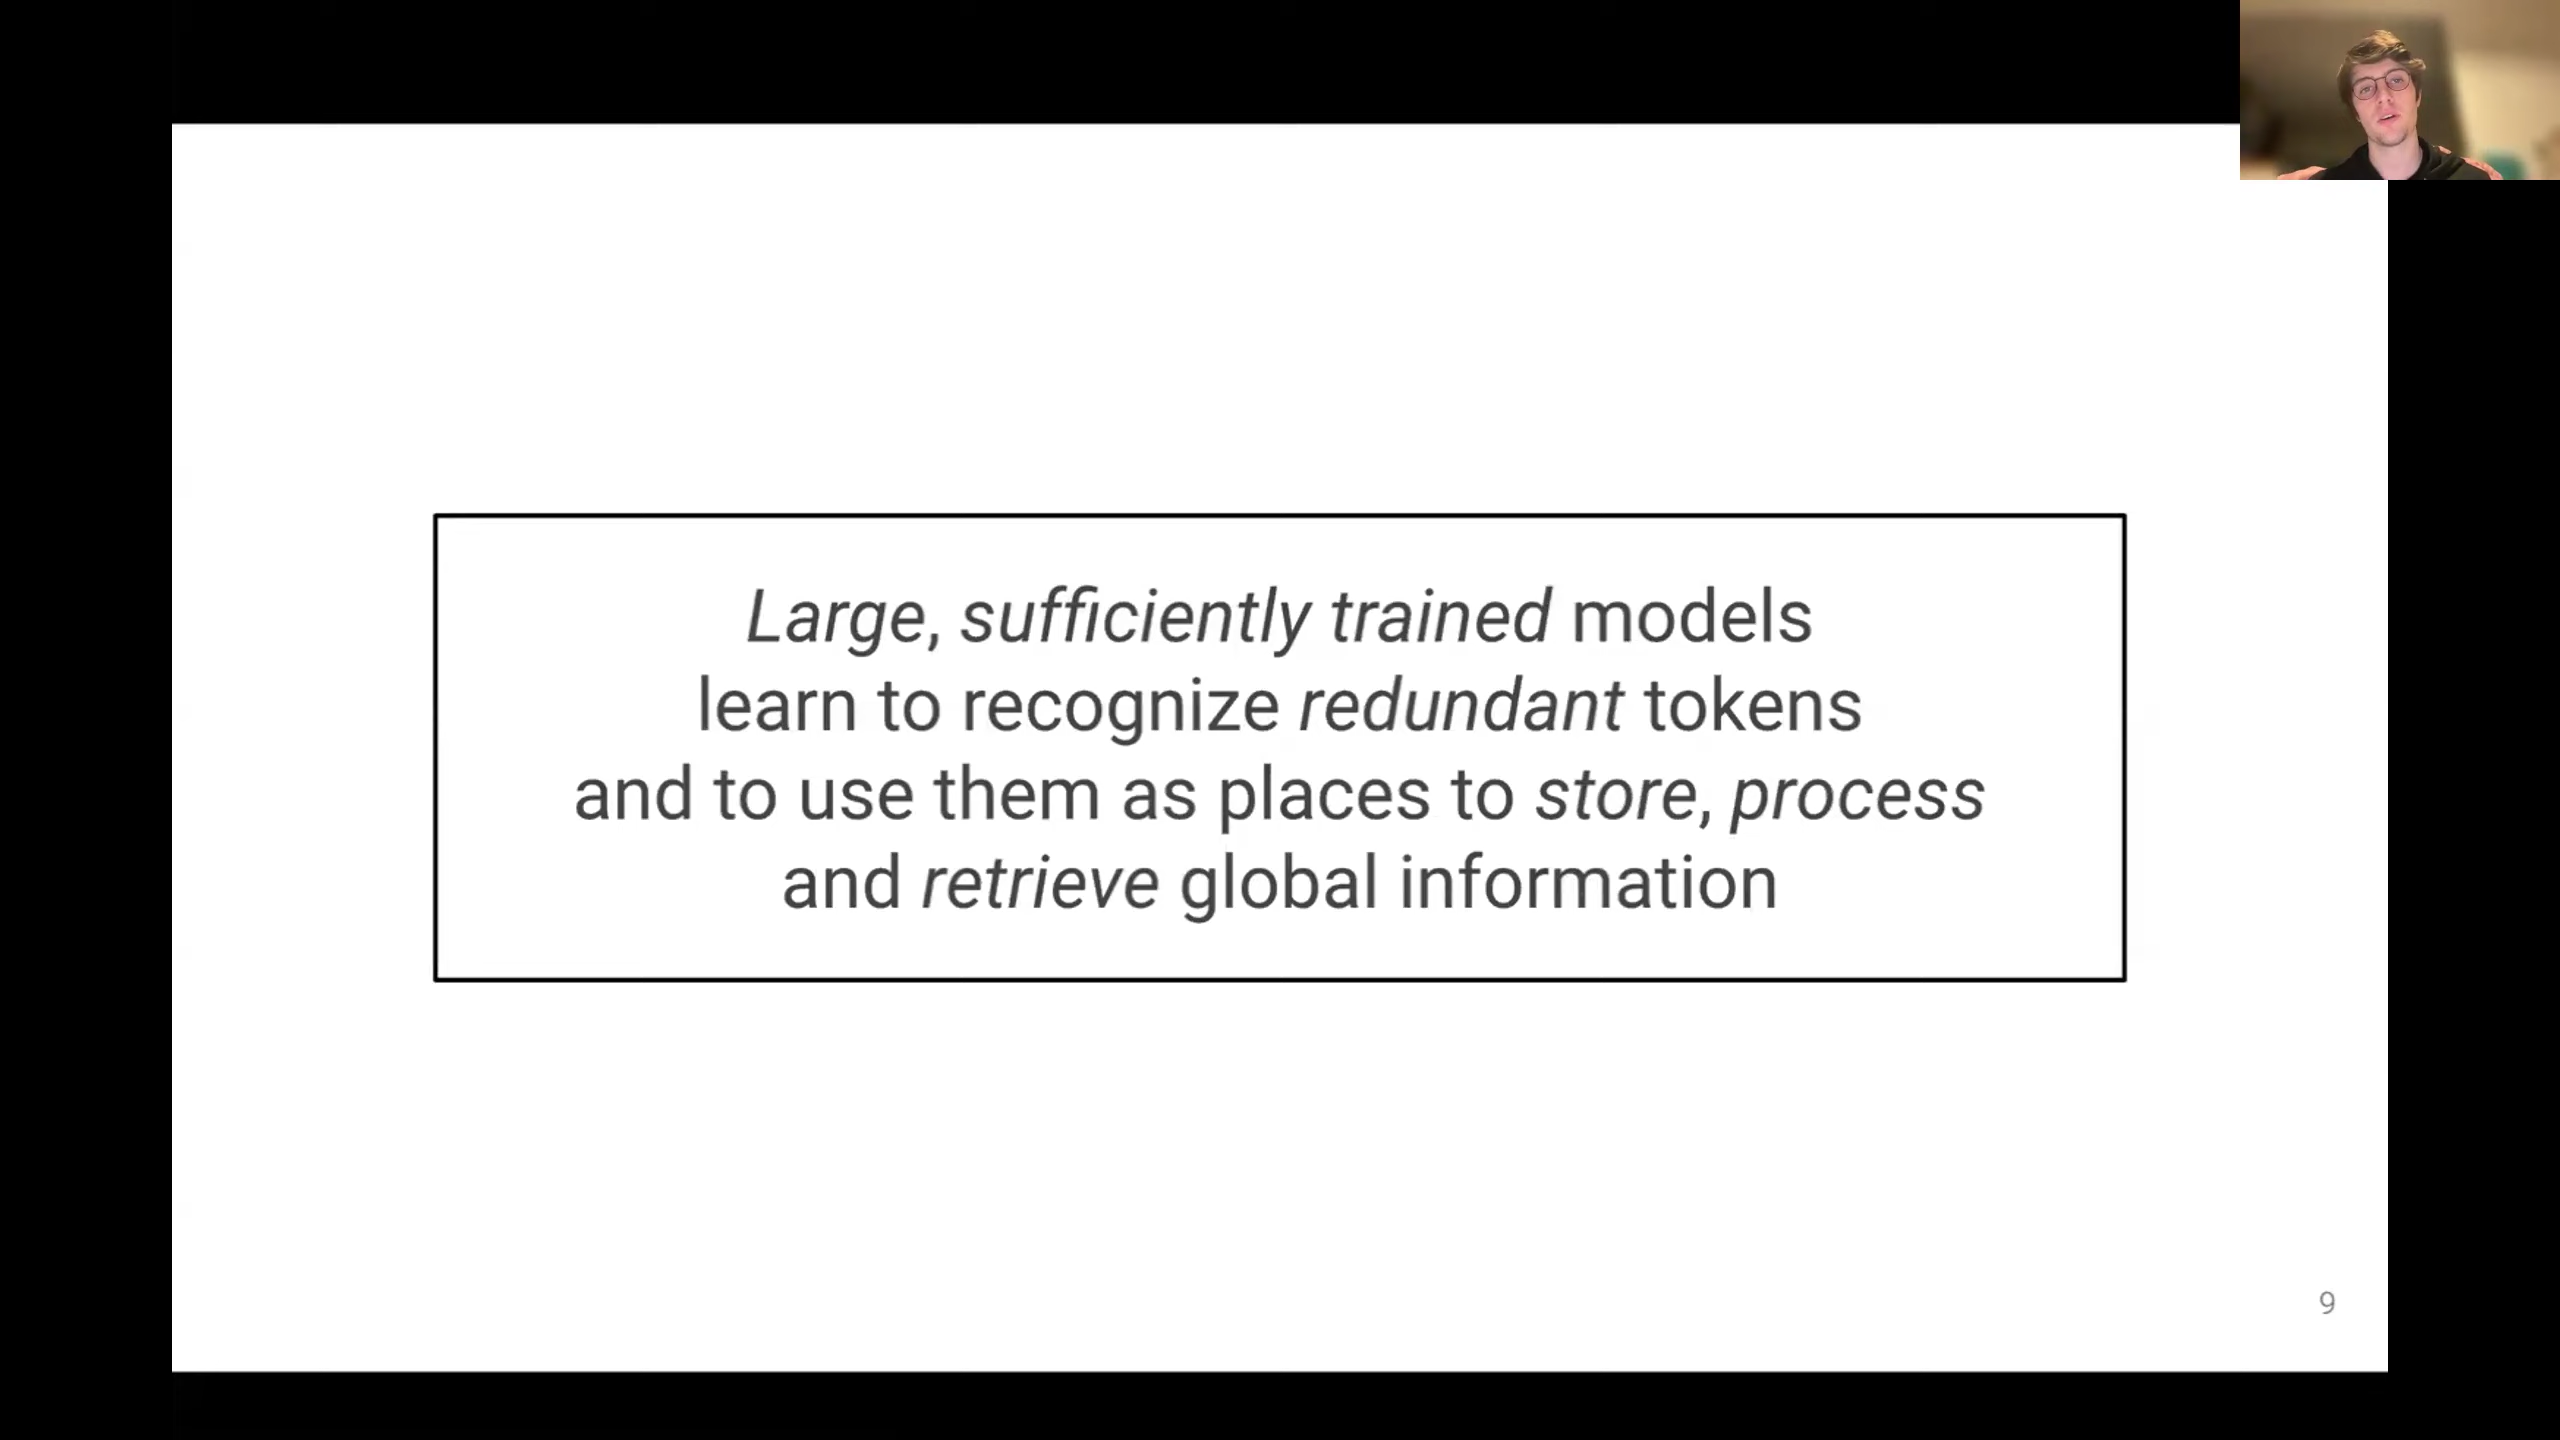 Large, sufficiently trained models
learn to recognize redundant tokens
and to use them as places to store, process
and retrieve global information
9